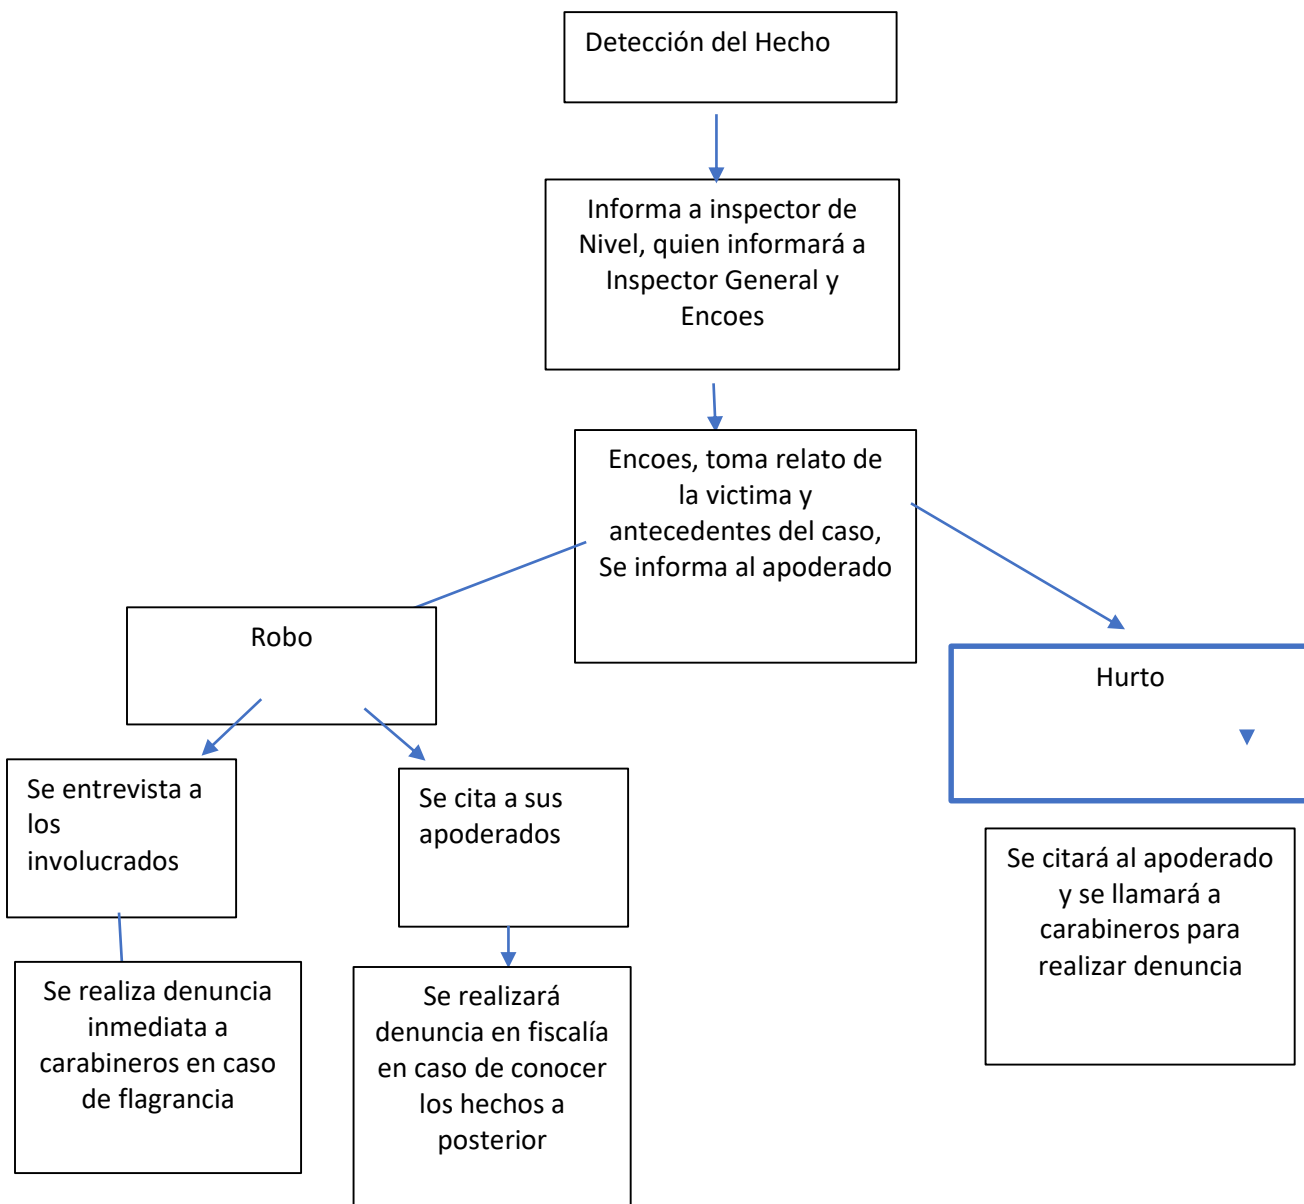 Detección del Hecho
Informa a inspector de
Nivel, quien informará a
Inspector General y
Encoes
Encoes, toma relato de
la victima y
antecedentes del caso,
Se informa al apoderado
Robo
Hurto
Se entrevista a
los
involucrados
Se cita a sus
apoderados
Se citará al apoderado
y se llamará a
carabineros para
realizar denuncia
Se realiza denuncia
inmediata a
carabineros en caso
de flagrancia
Se realizará
denuncia en fiscalía
en caso de conocer
los hechos a
posterior